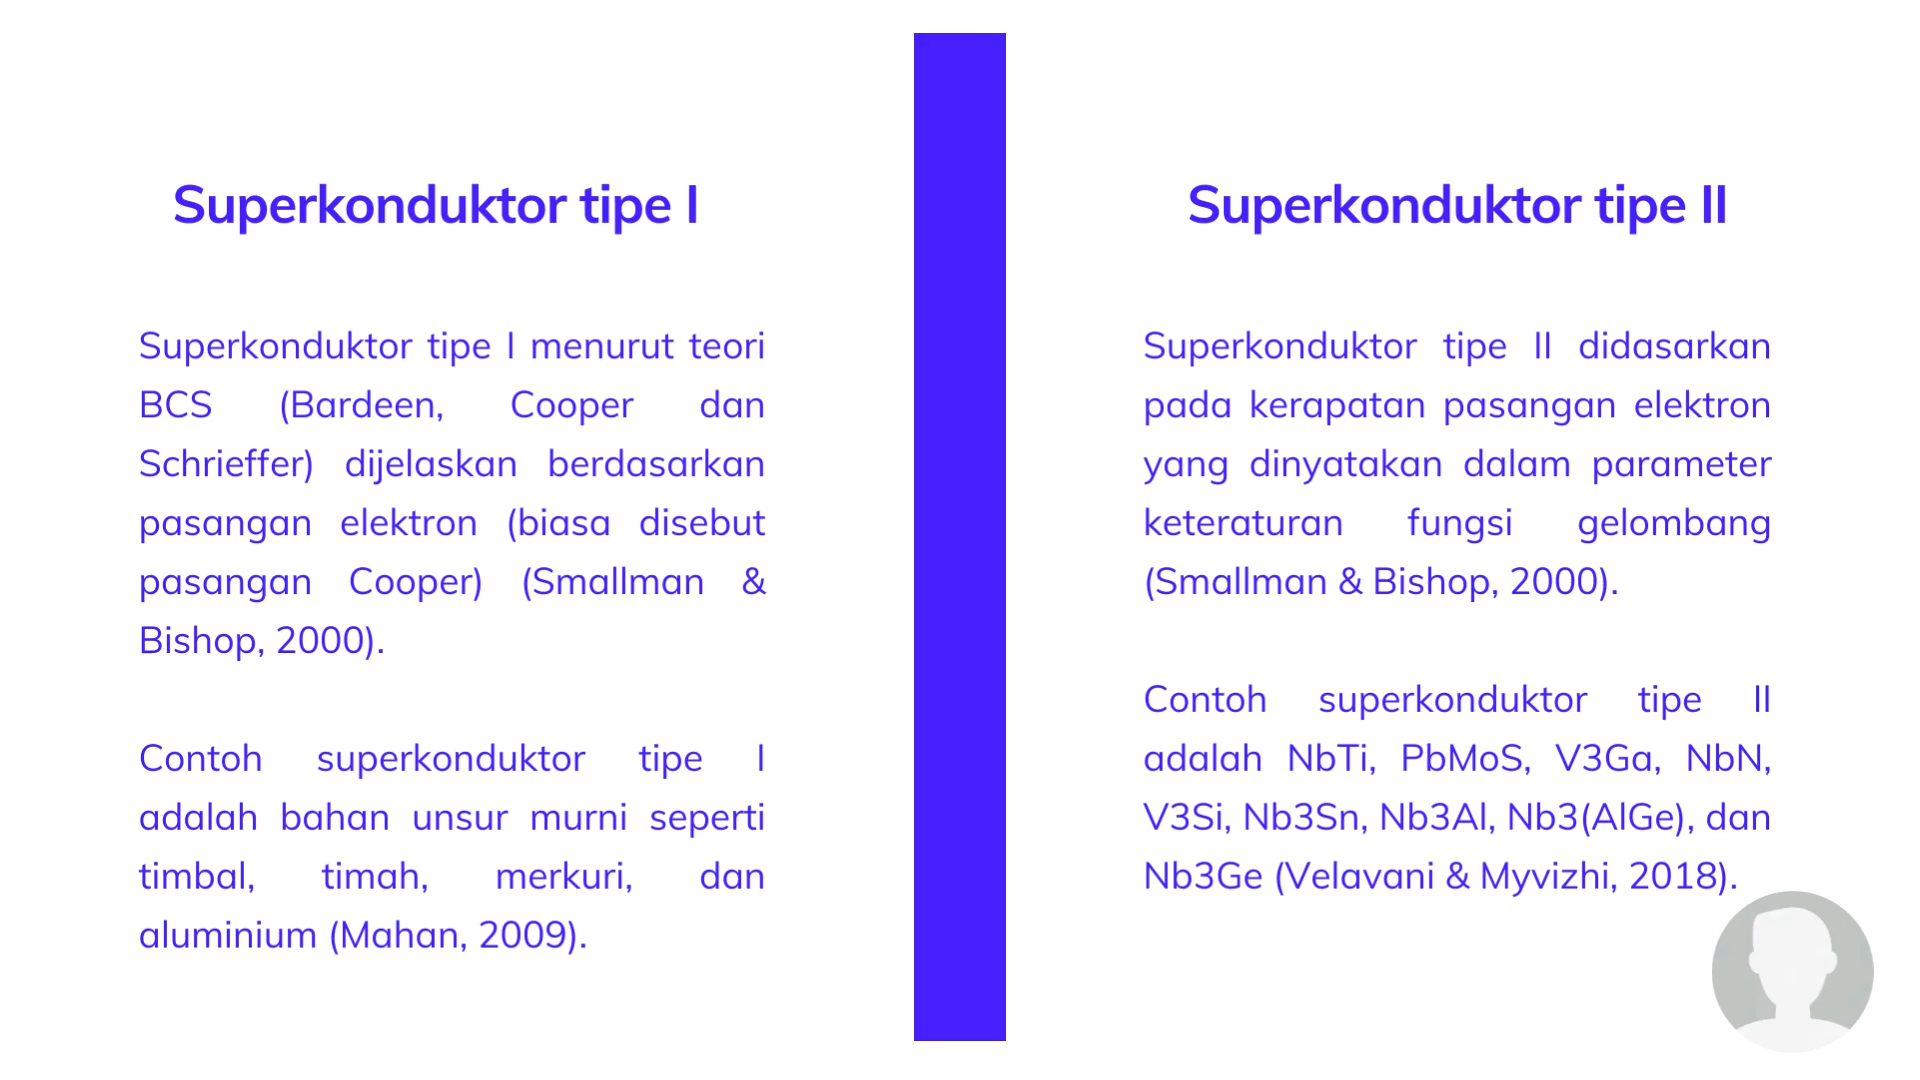 Superkonduktor tipe I
Superkonduktor tipe I menurut teori
BCS (Bardeen, Cooper dan
Schrieffer) dijelaskan berdasarkan
pasangan elektron (biasa disebut
pasangan Cooper) (Smallman &
Bishop, 2000).
Contoh superkonduktor tipe I
adalah bahan unsur murni seperti
timbal, timah, merkuri, dan
aluminium (Mahan, 2009).
Superkonduktor tipe II
Superkonduktor tipe II didasarkan
pada kerapatan pasangan elektron
yang dinyatakan dalam parameter
keteraturan fungsi gelombang
(Smallman & Bishop, 2000).
Contoh superkonduktor tipe II
adalah NbTi, PbMoS, V3Ga, NbN,
V3Si, Nb3Sn, Nb3Al, Nb3(AlGe), dan
Nb3Ge (Velavani & Myvizhi, 2018).